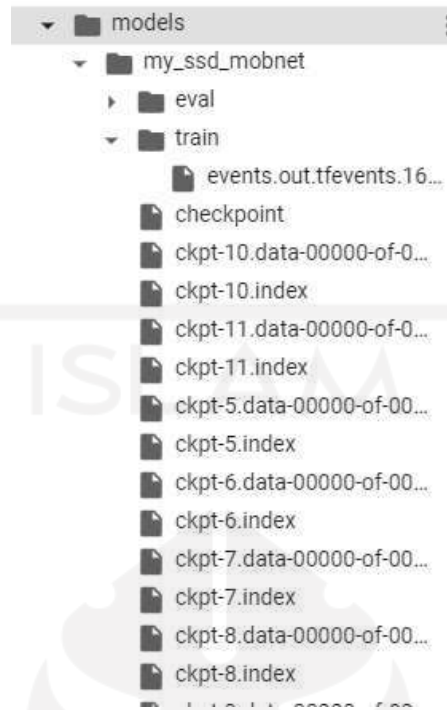 models
my_ssd_mobnet
eval
train
events.out.tfevents.16...
checkpoint
ckpt-10.data-00000-of-0...
ckpt-10.index
ckpt-11.data-00000-of-0...
ckpt-11.index
ISLAM
ckpt-5.data-00000-of-00...
ckpt-5.index
ckpt-6.data-00000-of-00...
ckpt-6.index
ckpt-7.data-00000-of-00...
ckpt-7.index
ckpt-8.data-00000-of-00...
ckpt-8.index